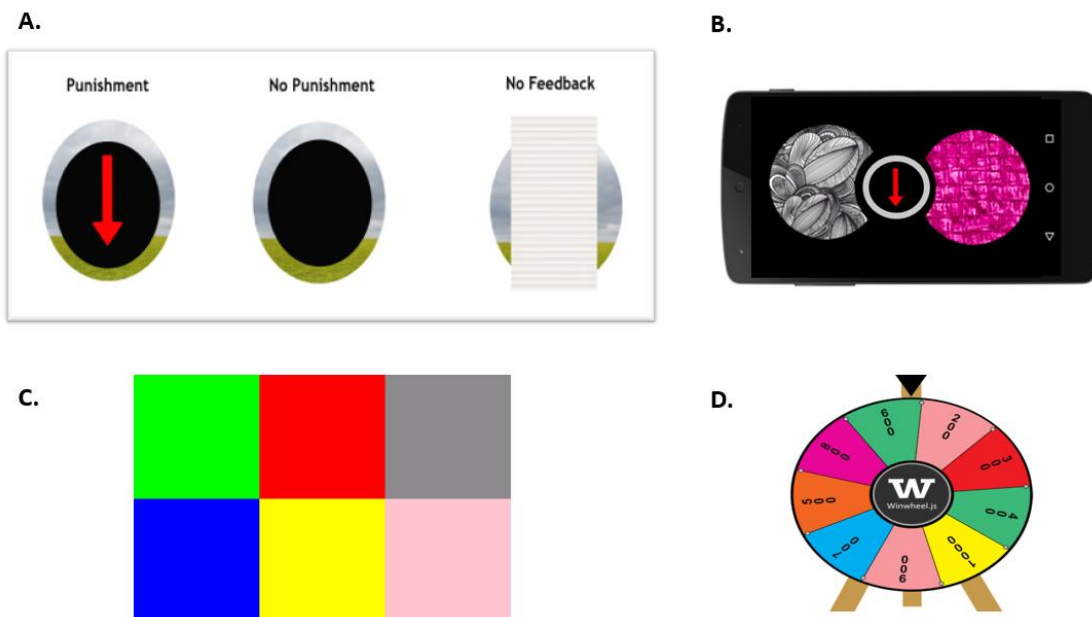 A.
Punishment
No Punishment
No Feedback
B.
C.
D.
600
200
300
400
1000
900
700
500
800
W
Winwheel.js